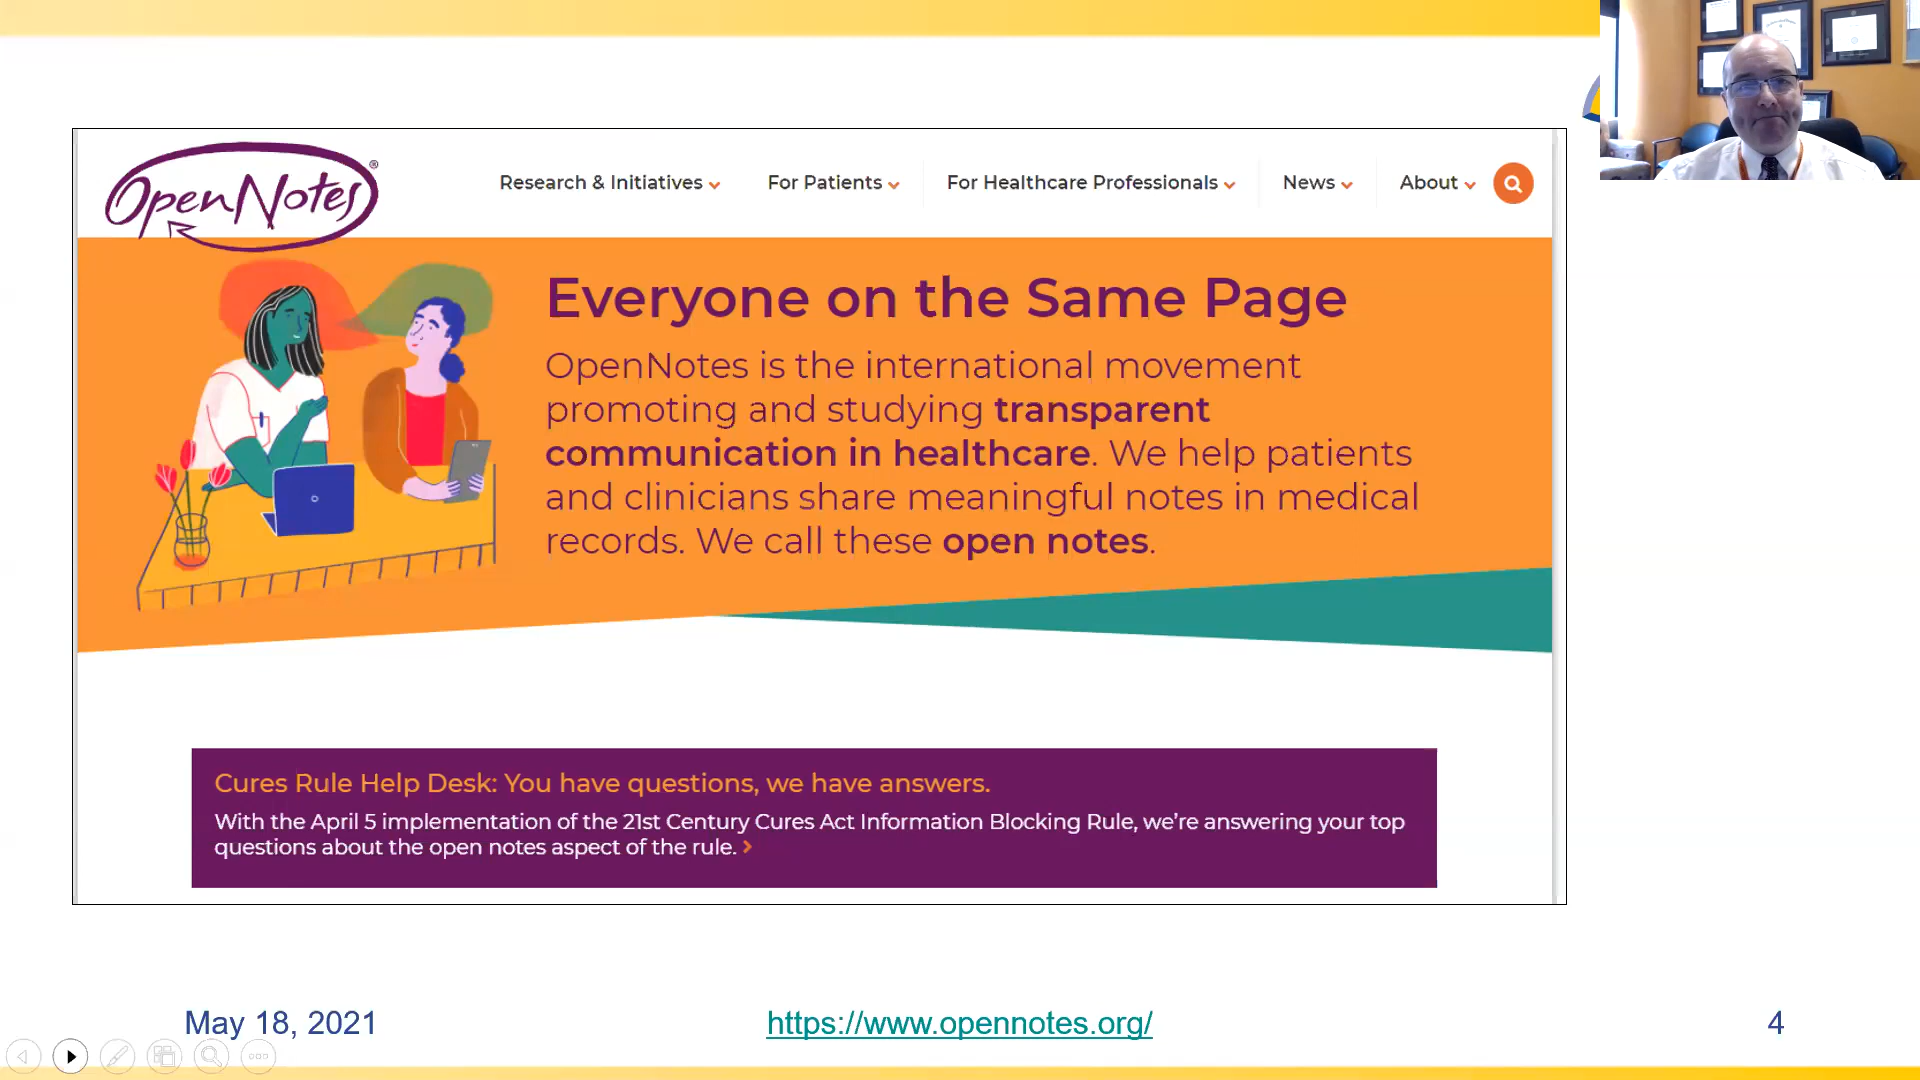 OpenNotes®
Research & Initiatives
For Patients
For Healthcare Professionals
News
About
Everyone on the Same Page
OpenNotes is the international movement
promoting and studying transparent
communication in healthcare. We help patients
and clinicians share meaningful notes in medical
records. We call these open notes.
Cures Rule Help Desk: You have questions, we have answers.
With the April 5 implementation of the 21st Century Cures Act Information Blocking Rule, we're answering your top
questions about the open notes aspect of the rule.
May 18, 2021
https://www.opennotes.org/
4